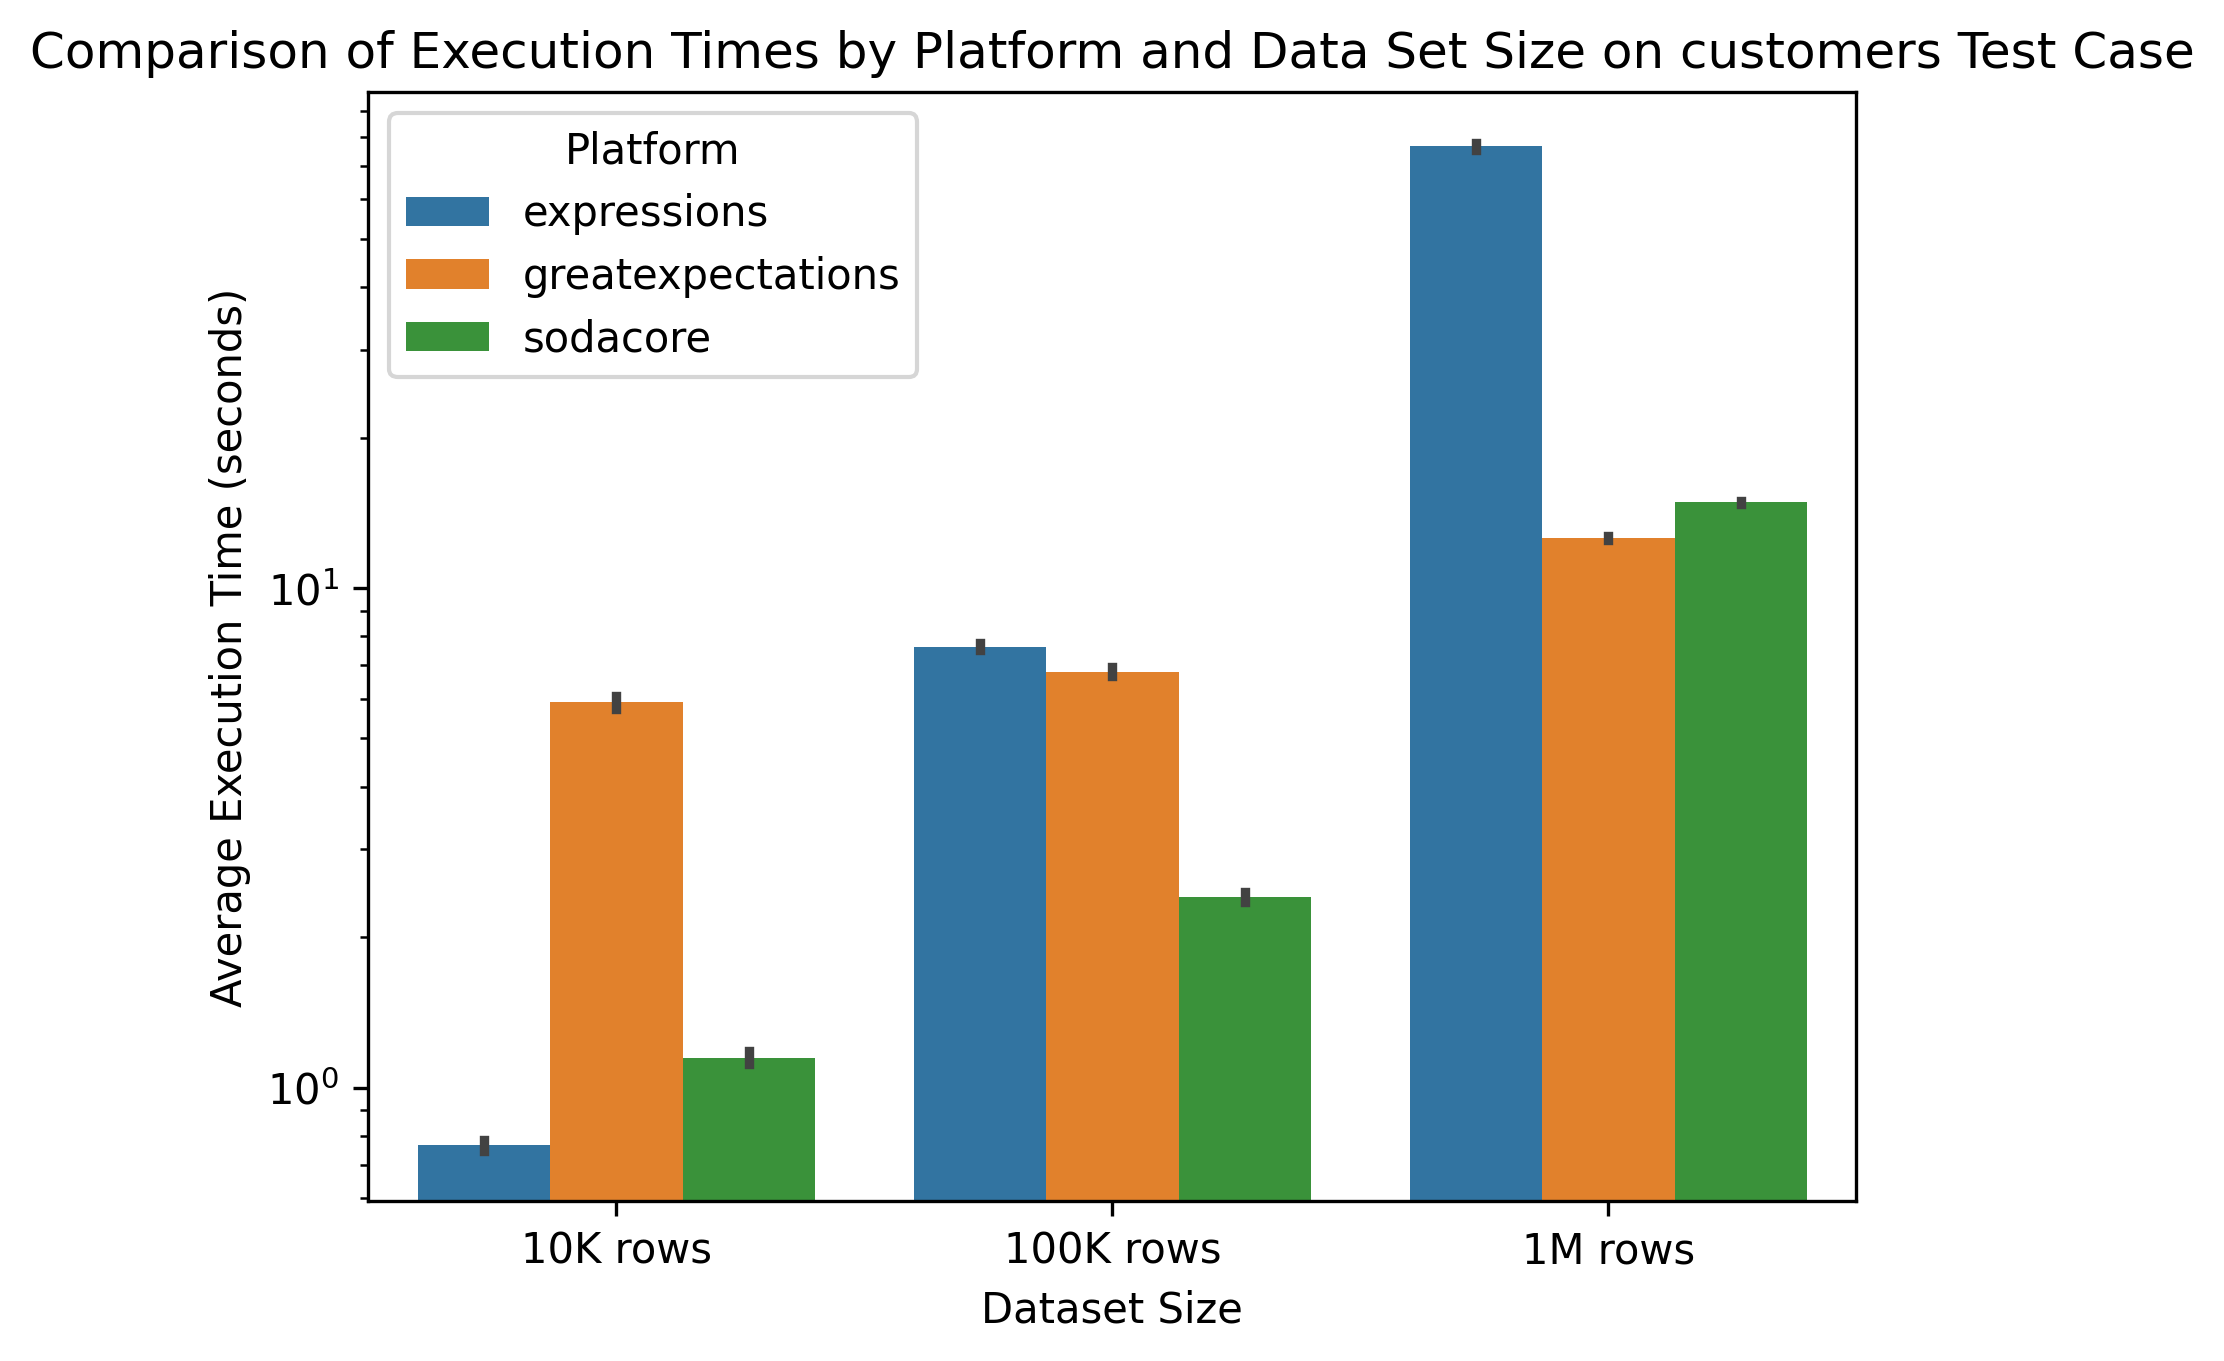 Comparison of Execution Times by Platform and Data Set Size on customers Test Case
Platform
expressions
greatexpectations
sodacore
Average Execution Time (seconds)
10¹
10⁰
10K rows
100K rows
1M rows
Dataset Size